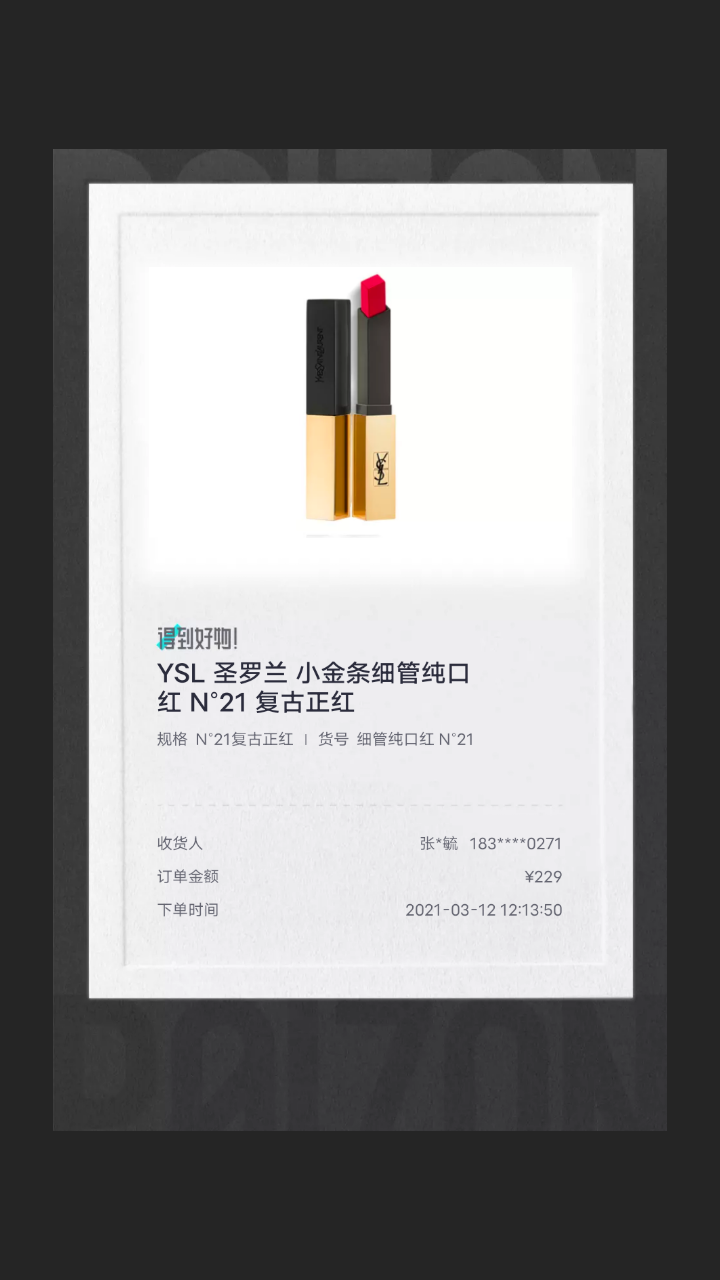 YVESSAINTLAURENT
得到好物!
YSL 圣罗兰 小金条细管纯口
红 N°21 复古正红
规格 N°21复古正红 | 货号 细管纯口红 N°21
收货人 张*毓 183****0271
订单金额 ¥229
下单时间 2021-03-12 12:13:50